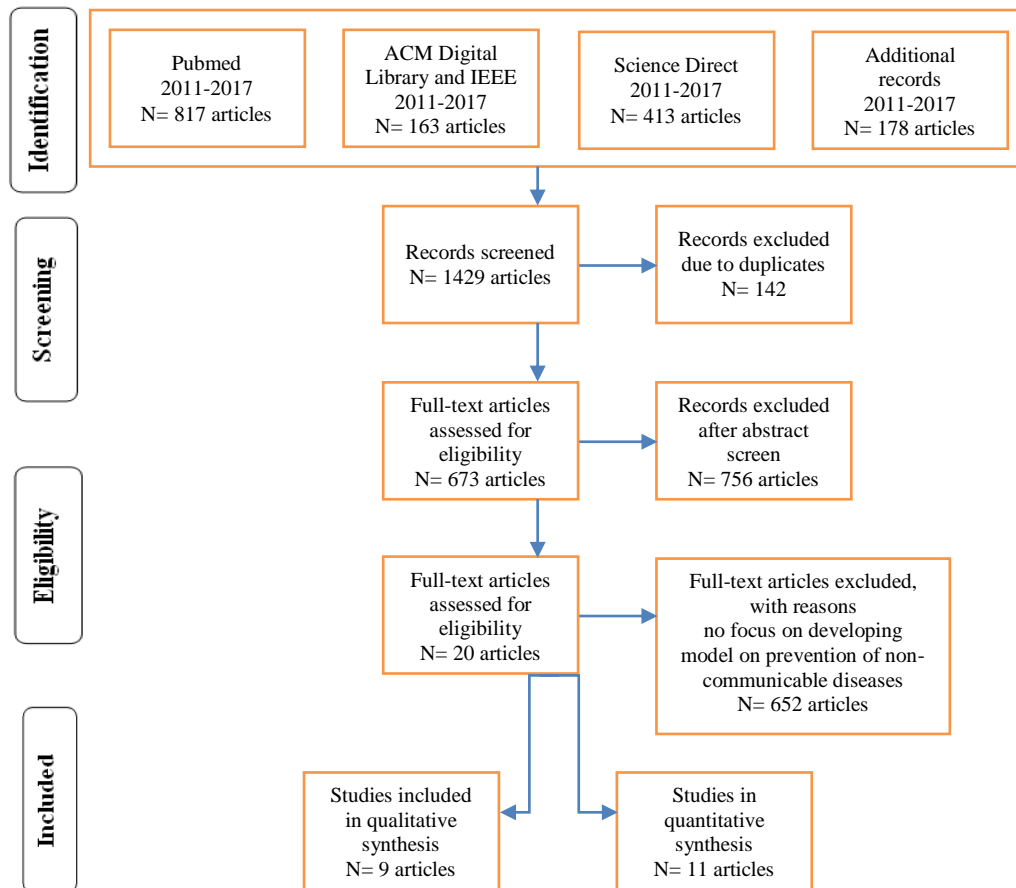 Identification
Pubmed
2011-2017
N= 817 articles
ACM Digital
Library and IEEE
2011-2017
N= 163 articles
Science Direct
2011-2017
N= 413 articles
Additional
records
2011-2017
N= 178 articles
Screening
Records screened
N= 1429 articles
Records excluded
due to duplicates
N= 142
Full-text articles
assessed for
eligibility
N= 673 articles
Records excluded
after abstract
screen
N= 756 articles
Eligibility
Full-text articles
assessed for
eligibility
N= 20 articles
Full-text articles excluded,
with reasons
no focus on developing
model on prevention of non-
communicable diseases
N= 652 articles
Included
Studies included
in qualitative
synthesis
N= 9 articles
Studies in
quantitative
synthesis
N= 11 articles